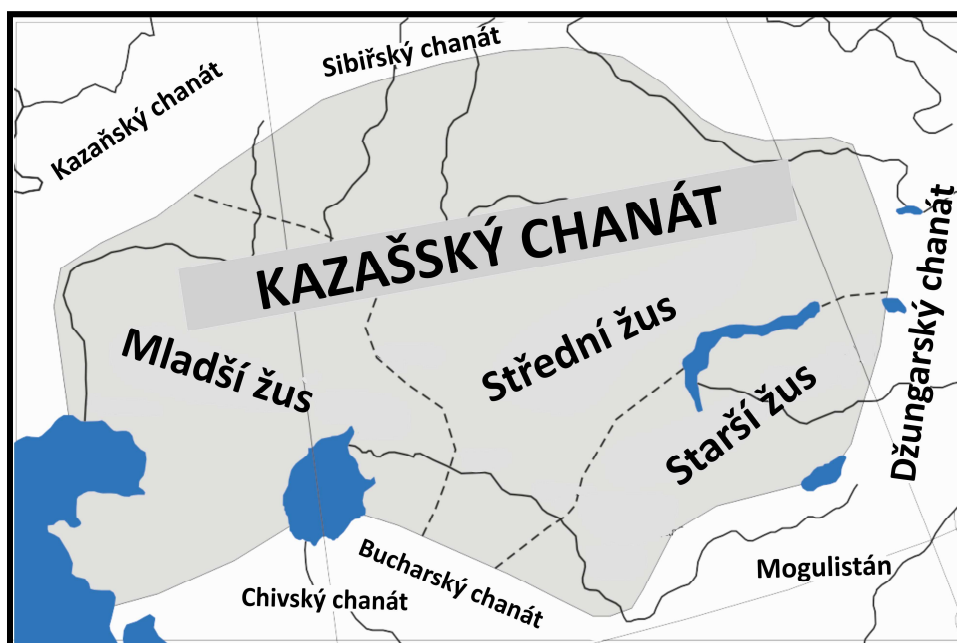 Sibiřský chanát
Kazaňský chanát
KAZAŠSKÝ CHANÁT
Džungarský chanát
Mladší žus
Střední žus
Starší žus
Bucharský chanát
Chivský chanát
Mogulistán